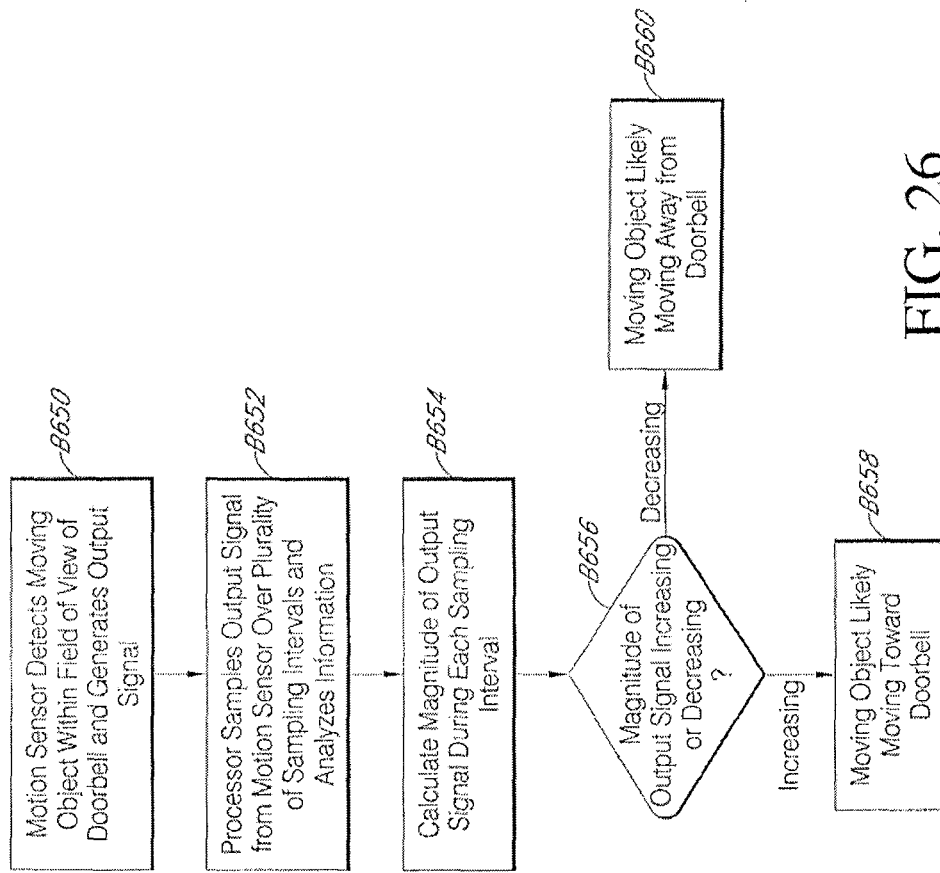 B650
Motion Sensor Detects Moving
Object Within Field of View of
Doorbell and Generates Output
Signal
B652
Processor Samples Output Signal
from Motion Sensor Over Plurality
of Sampling Intervals and
Analyzes Information
B654
Calculate Magnitude of Output
Signal During Each Sampling
Interval
B656
Magnitude of
Output Signal Increasing
or Decreasing
?
Decreasing
B660
Moving Object Likely
Moving Away from
Doorbell
Increasing
B658
Moving Object Likely
Moving Toward
Doorbell
FIG. 26